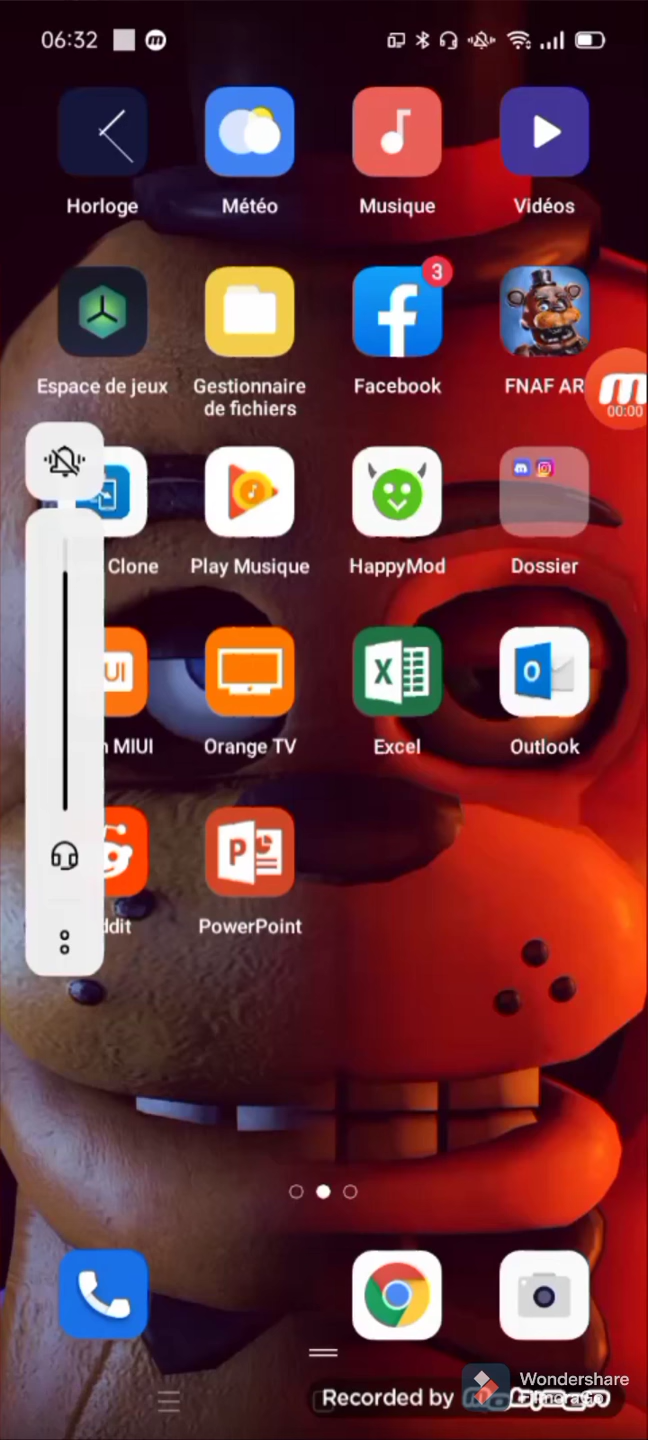 06:32
Horloge
Météo
Musique
Vidéos
3
Espace de jeux
Gestionnaire
de fichiers
Facebook
FNAF AR
00:00
Clone
Play Musique
HappyMod
Dossier
UI
MIUI
Orange TV
X
Excel
O
Outlook
ddit
P
PowerPoint
Wondershare
Recorded by